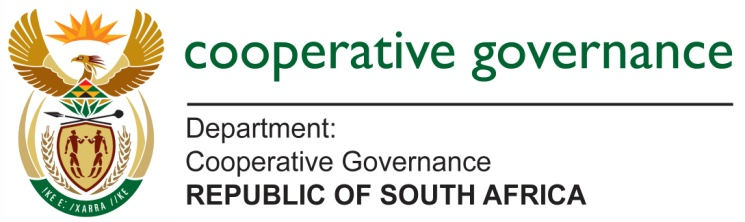 cooperative governance
Department:
Cooperative Governance
REPUBLIC OF SOUTH AFRICA
!KE E: /XARRA //KE